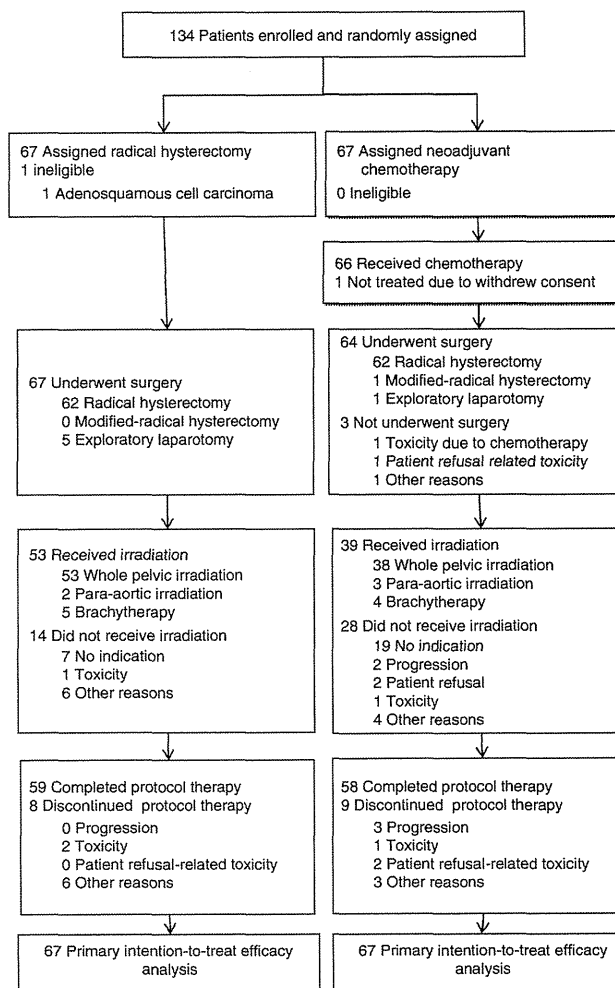 134 Patients enrolled and randomly assigned
67 Assigned radical hysterectomy
1 ineligible
1 Adenosquamous cell carcinoma
67 Assigned neoadjuvant
chemotherapy
0 Ineligible
66 Received chemotherapy
1 Not treated due to withdrew consent
67 Underwent surgery
62 Radical hysterectomy
0 Modified-radical hysterectomy
5 Exploratory laparotomy
64 Underwent surgery
62 Radical hysterectomy
1 Modified-radical hysterectomy
1 Exploratory laparotomy
3 Not underwent surgery
1 Toxicity due to chemotherapy
1 Patient refusal related toxicity
1 Other reasons
53 Received irradiation
53 Whole pelvic irradiation
2 Para-aortic irradiation
5 Brachytherapy
14 Did not receive irradiation
7 No indication
1 Toxicity
6 Other reasons
39 Received irradiation
38 Whole pelvic irradiation
3 Para-aortic irradiation
4 Brachytherapy
28 Did not receive irradiation
19 No indication
2 Progression
2 Patient refusal
1 Toxicity
4 Other reasons
59 Completed protocol therapy
8 Discontinued protocol therapy
0 Progression
2 Toxicity
0 Patient refusal-related toxicity
6 Other reasons
58 Completed protocol therapy
9 Discontinued protocol therapy
3 Progression
1 Toxicity
2 Patient refusal-related toxicity
3 Other reasons
67 Primary intention-to-treat efficacy
analysis
67 Primary intention-to-treat efficacy
analysis